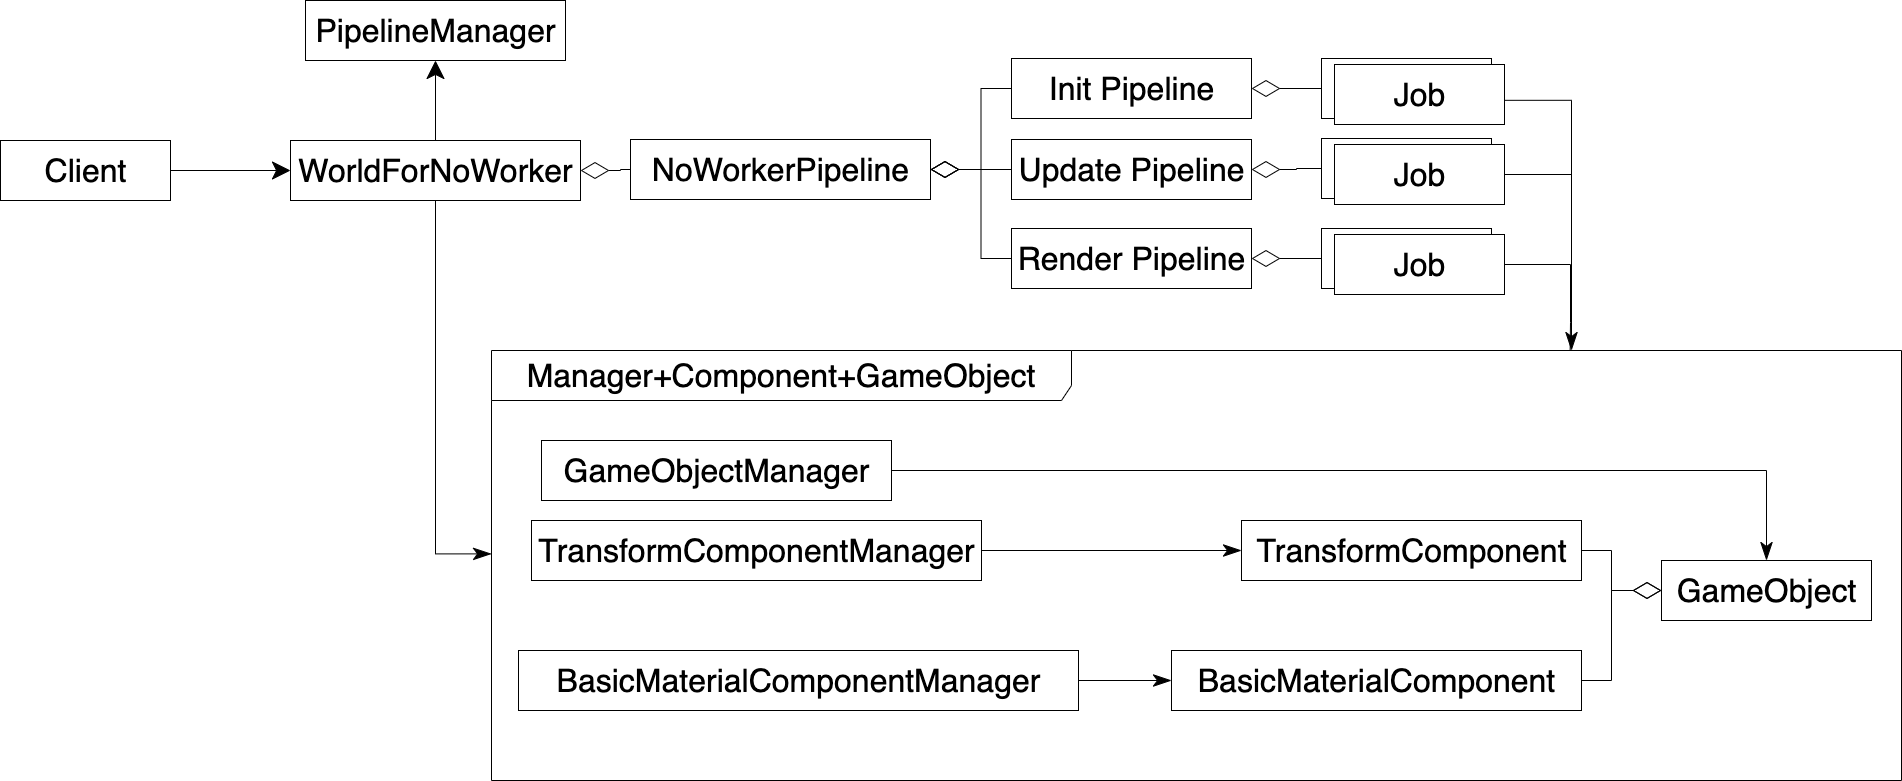 PipelineManager
Client
WorldForNoWorker
NoWorkerPipeline
Init Pipeline
Job
Update Pipeline
Job
Render Pipeline
Job
Manager+Component+GameObject
GameObjectManager
TransformComponentManager
TransformComponent
GameObject
BasicMaterialComponentManager
BasicMaterialComponent